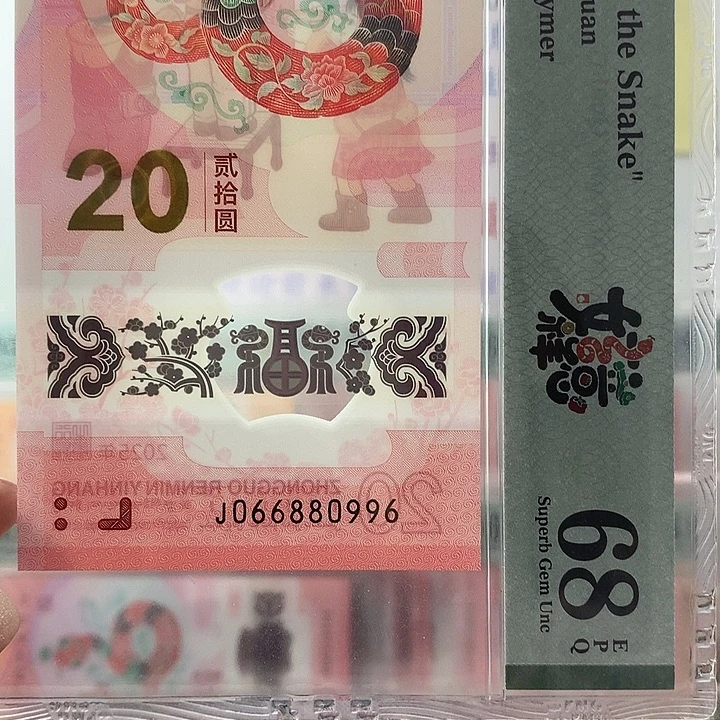 20
贰拾圆
2025年
ZHONGGUO RENMIN YINHANG
20
J066880996
the Snake"
uan
ymer
68
EPQ
Superb Gem Unc